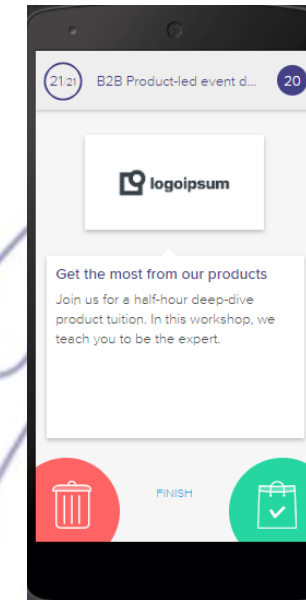 21/21 B2B Product-led event d... 20
logoipsum
Get the most from our products
Join us for a half-hour deep-dive
product tuition. In this workshop, we
teach you to be the expert.
FINISH